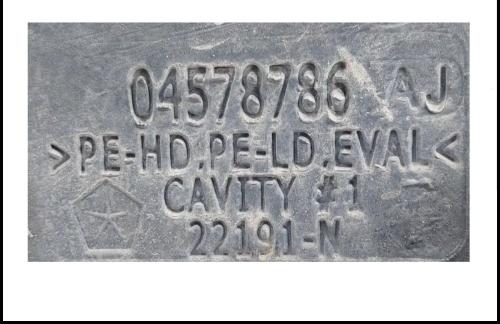 04578786 AJ
>PE-HD,PE-LD,EVAL<
CAVITY #1
22191-N